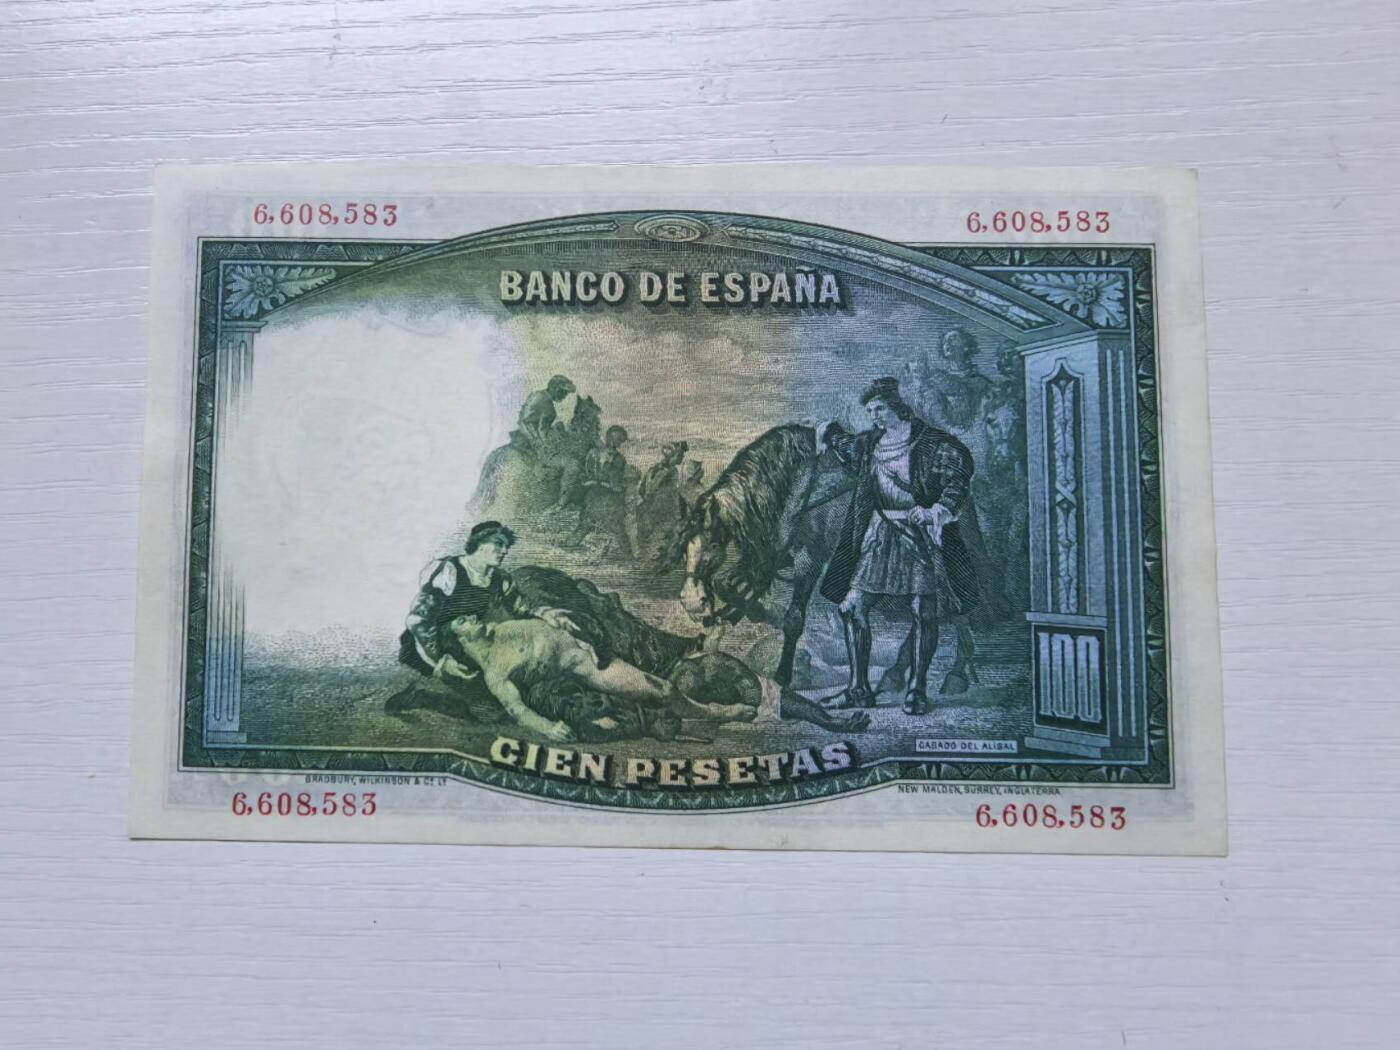 6,608,583 6,608,583
BANCO DE ESPAÑA
100
CASADO DEL ALISAL
CIEN PESETAS
BRADBURY, WILKINSON & Cº Lº NEW MALDEN, SURREY, INGLATERRA
6,608,583 6,608,583